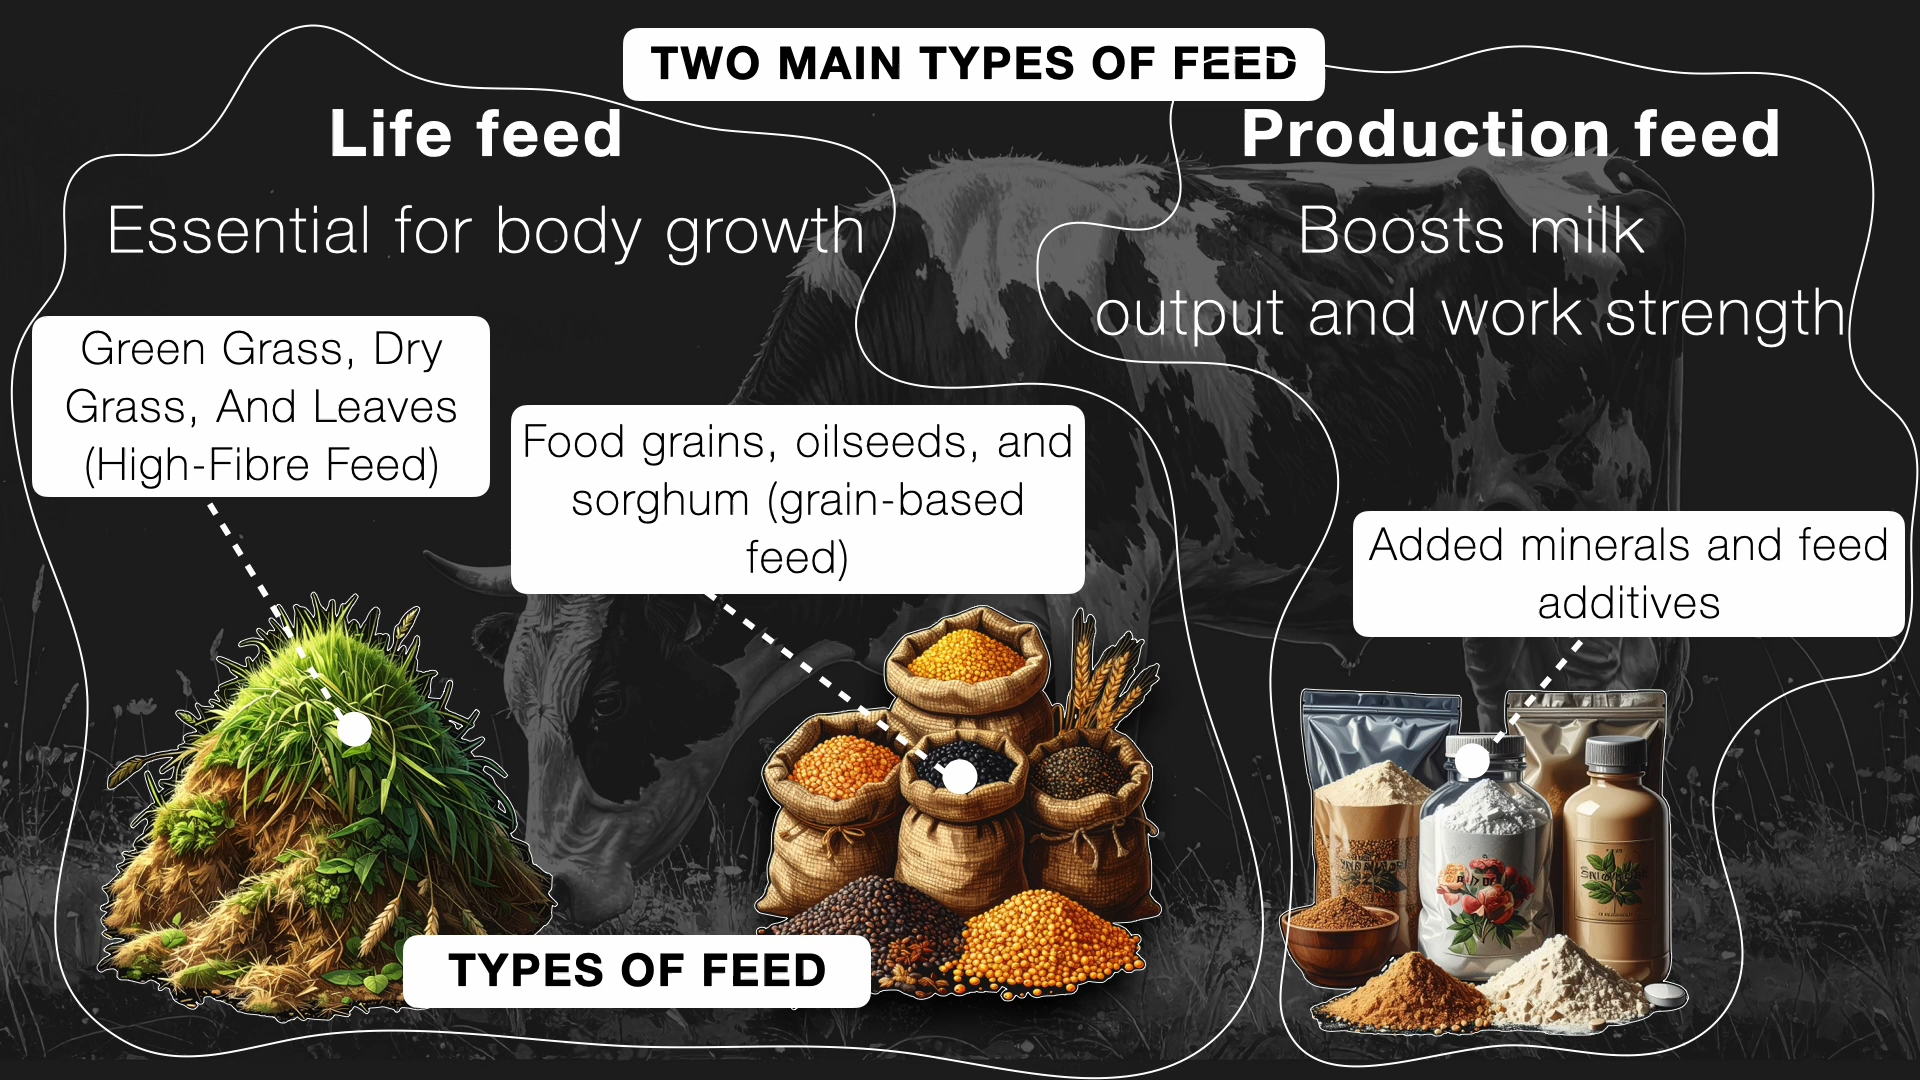 TWO MAIN TYPES OF FEED
Life feed
Essential for body growth
Green Grass, Dry
Grass, And Leaves
(High-Fibre Feed)
Food grains, oilseeds, and
sorghum (grain-based
feed)
TYPES OF FEED
Production feed
Boosts milk
output and work strength
Added minerals and feed
additives